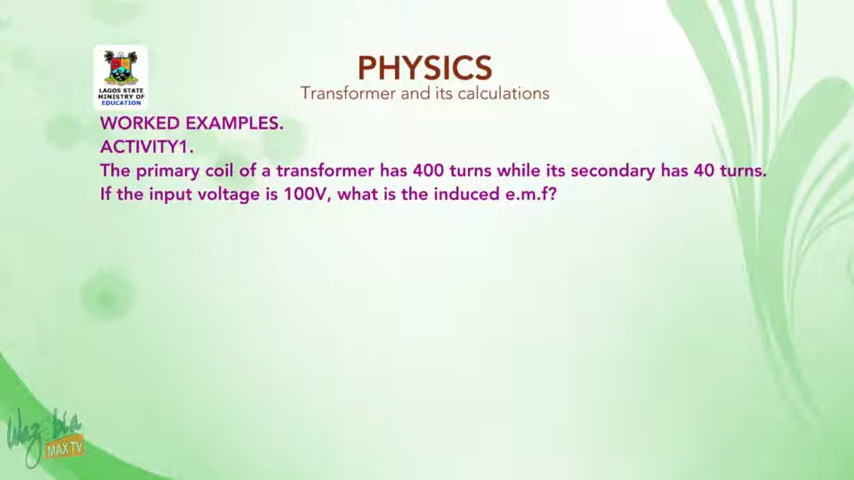 LAGOS STATE
MINISTRY OF
EDUCATION
PHYSICS
Transformer and its calculations
WORKED EXAMPLES.
ACTIVITY1.
The primary coil of a transformer has 400 turns while its secondary has 40 turns.
If the input voltage is 100V, what is the induced e.m.f?
Wazobia
MAX TV